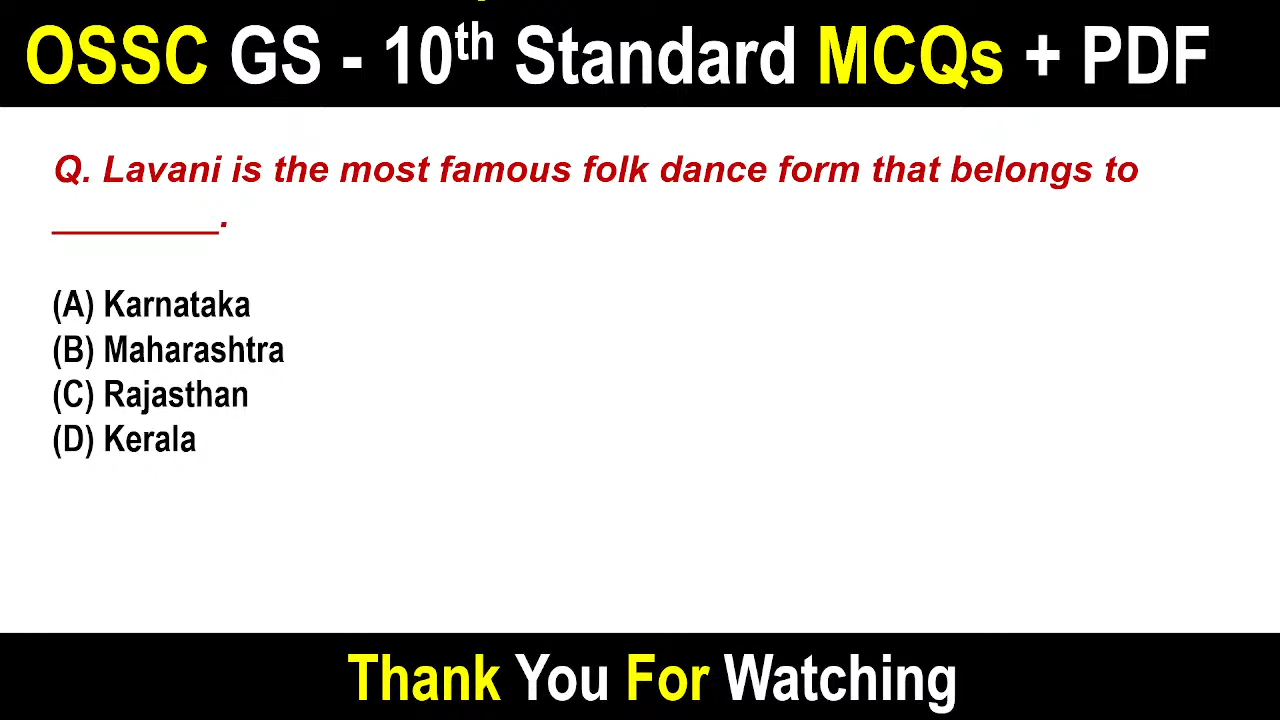 OSSC GS - 10th Standard MCQs + PDF
Q. Lavani is the most famous folk dance form that belongs to
________.
(A) Karnataka
(B) Maharashtra
(C) Rajasthan
(D) Kerala
Thank You For Watching